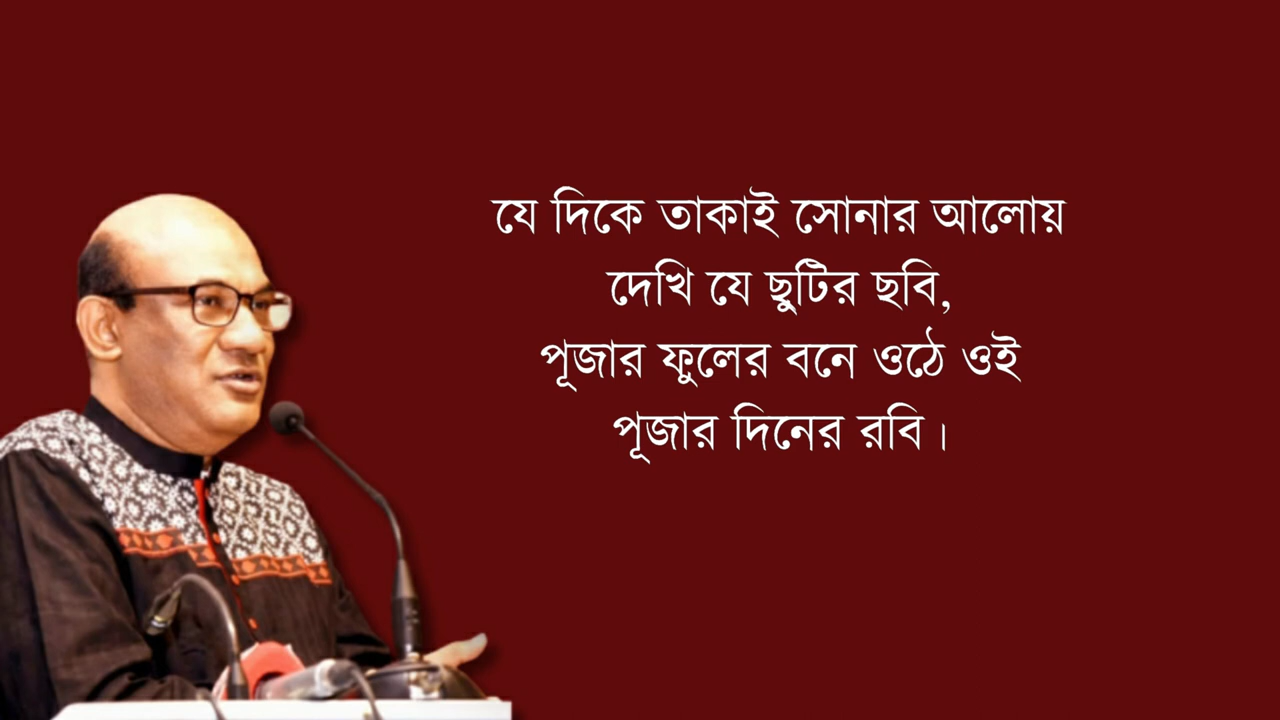 যে দিকে তাকাই সোনার আলোয়
দেখি যে ছুটির ছবি,
পূজার ফুলের বনে ওঠে ওই
পূজার দিনের রবি।